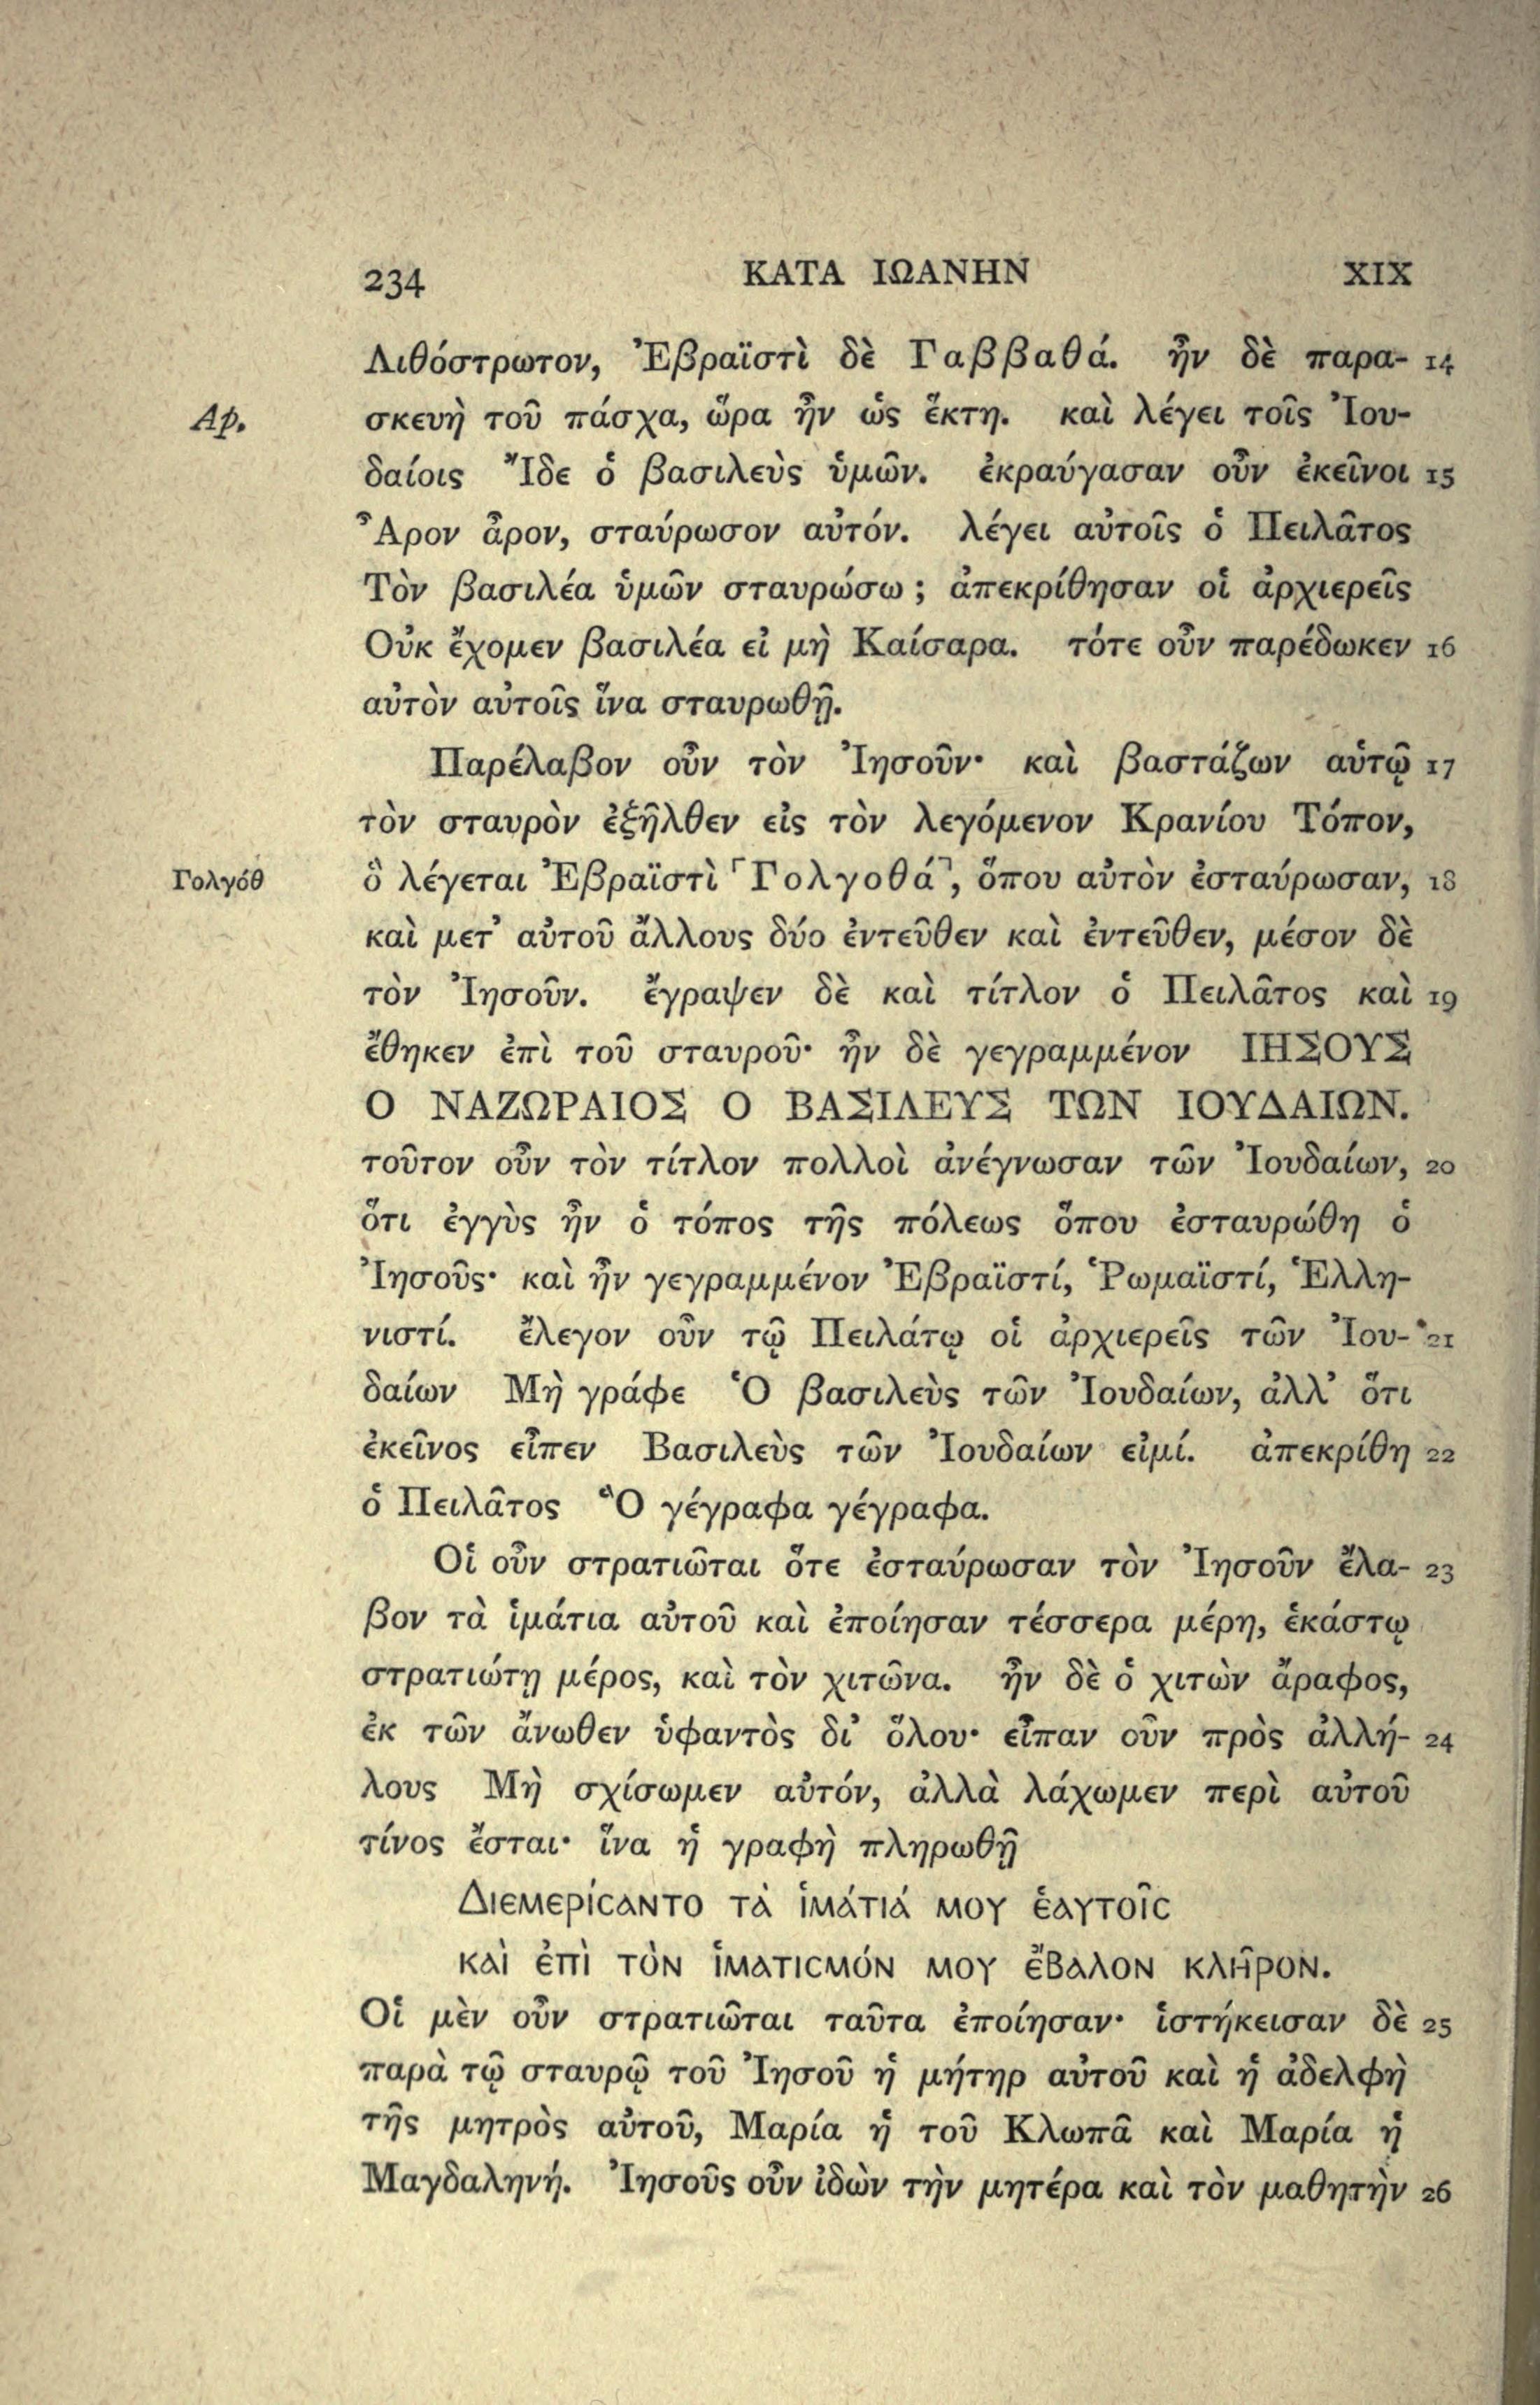 234 ΚΑΤΑ ΙΩΑΝΗΝ XIX
Λιθόστρωτον, Ἐβραϊστὶ δὲ Γαββαθά. ἦν δὲ παρα- 14
Ap. σκευὴ τοῦ πάσχα, ὥρα ἦν ὡς ἕκτη. καὶ λέγει τοῖς Ἰου-
δαίοις Ἴδε ὁ βασιλεὺς ὑμῶν. ἐκραύγασαν οὖν ἐκεῖνοι 15
Ἆρον ἆρον, σταύρωσον αὐτόν. λέγει αὐτοῖς ὁ Πειλᾶτος
Τὸν βασιλέα ὑμῶν σταυρώσω; ἀπεκρίθησαν οἱ ἀρχιερεῖς
Οὐκ ἔχομεν βασιλέα εἰ μὴ Καίσαρα. τότε οὖν παρέδωκεν 16
αὐτὸν αὐτοῖς ἵνα σταυρωθῇ.
Παρέλαβον οὖν τὸν Ἰησοῦν· καὶ βαστάζων αὑτῷ 17
τὸν σταυρὸν ἐξῆλθεν εἰς τὸν λεγόμενον Κρανίου Τόπον,
Γολγόθ ὃ λέγεται Ἐβραϊστὶ ⸢Γολγοθά⸣, ὅπου αὐτὸν ἐσταύρωσαν, 18
καὶ μετ᾽ αὐτοῦ ἄλλους δύο ἐντεῦθεν καὶ ἐντεῦθεν, μέσον δὲ
τὸν Ἰησοῦν. ἔγραψεν δὲ καὶ τίτλον ὁ Πειλᾶτος καὶ 19
ἔθηκεν ἐπὶ τοῦ σταυροῦ· ἦν δὲ γεγραμμένον ΙΗΣΟΥΣ
Ο ΝΑΖΩΡΑΙΟΣ Ο ΒΑΣΙΛΕΥΣ ΤΩΝ ΙΟΥΔΑΙΩΝ.
τοῦτον οὖν τὸν τίτλον πολλοὶ ἀνέγνωσαν τῶν Ἰουδαίων, 20
ὅτι ἐγγὺς ἦν ὁ τόπος τῆς πόλεως ὅπου ἐσταυρώθη ὁ
Ἰησοῦς· καὶ ἦν γεγραμμένον Ἐβραϊστί, Ῥωμαϊστί, Ἑλλη-
νιστί. ἔλεγον οὖν τῷ Πειλάτῳ οἱ ἀρχιερεῖς τῶν Ἰου- 21
δαίων Μὴ γράφε Ὁ βασιλεὺς τῶν Ἰουδαίων, ἀλλ᾽ ὅτι
ἐκεῖνος εἶπεν Βασιλεὺς τῶν Ἰουδαίων εἰμί. ἀπεκρίθη 22
ὁ Πειλᾶτος Ὃ γέγραφα γέγραφα.
Οἱ οὖν στρατιῶται ὅτε ἐσταύρωσαν τὸν Ἰησοῦν ἔλα- 23
βον τὰ ἱμάτια αὐτοῦ καὶ ἐποίησαν τέσσερα μέρη, ἑκάστῳ
στρατιώτῃ μέρος, καὶ τὸν χιτῶνα. ἦν δὲ ὁ χιτὼν ἄραφος,
ἐκ τῶν ἄνωθεν ὑφαντὸς δι᾽ ὅλου· εἶπαν οὖν πρὸς ἀλλή- 24
λους Μὴ σχίσωμεν αὐτόν, ἀλλὰ λάχωμεν περὶ αὐτοῦ
τίνος ἔσται· ἵνα ἡ γραφὴ πληρωθῇ
Διεμερίϲαντο τὰ ἱμάτιά μου ἑαυτοῖϲ
καὶ ἐπὶ τὸν ἱματιϲμόν μου ἔβαλον κλῆρον.
Οἱ μὲν οὖν στρατιῶται ταῦτα ἐποίησαν· ἱστήκεισαν δὲ 25
παρὰ τῷ σταυρῷ τοῦ Ἰησοῦ ἡ μήτηρ αὐτοῦ καὶ ἡ ἀδελφὴ
τῆς μητρὸς αὐτοῦ, Μαρία ἡ τοῦ Κλωπᾶ καὶ Μαρία ἡ
Μαγδαληνή. Ἰησοῦς οὖν ἰδὼν τὴν μητέρα καὶ τὸν μαθητὴν 26